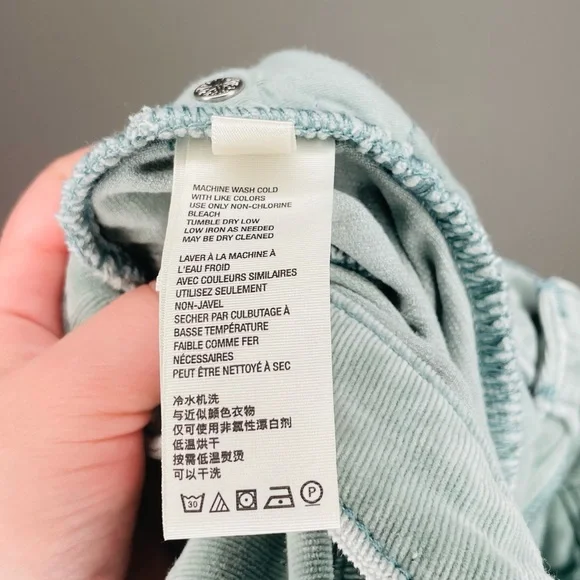 MACHINE WASH COLD
WITH LIKE COLORS
USE ONLY NON-CHLORINE
BLEACH
TUMBLE DRY LOW
LOW IRON AS NEEDED
MAY BE DRY CLEANED
LAVER À LA MACHINE À
L'EAU FROID
AVEC COULEURS SIMILAIRES
UTILISEZ SEULEMENT
NON-JAVEL
SECHER PAR CULBUTAGE À
BASSE TEMPÉRATURE
FAIBLE COMME FER
NÉCESSAIRES
PEUT ÊTRE NETTOYÉ À SEC
冷水机洗
与近似顏色衣物
仅可使用非氯性漂白剂
低温烘干
按需低温熨烫
可以干洗
30 P